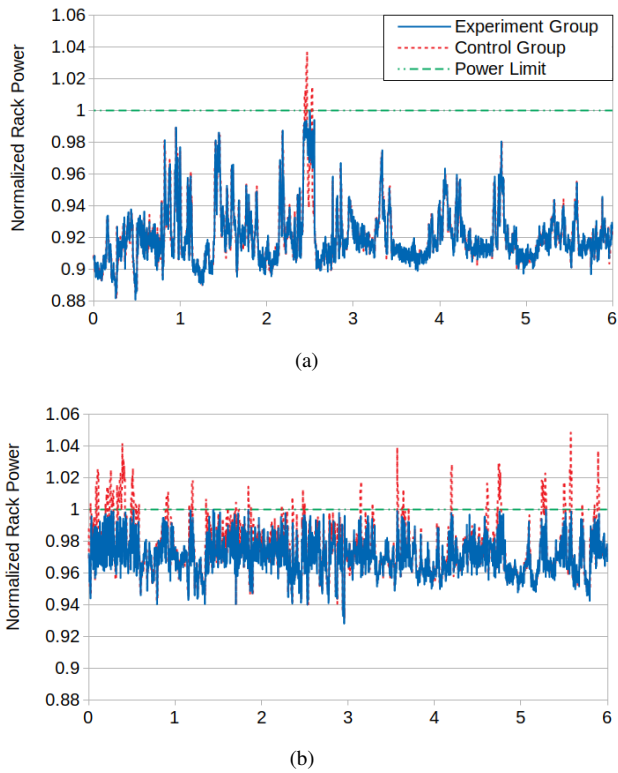 1.06
1.04
1.02
1
0.98
0.96
0.94
0.92
0.9
0.88
Normalized Rack Power
Experiment Group
Control Group
Power Limit
0 1 2 3 4 5 6
(a)
1.06
1.04
1.02
1
0.98
0.96
0.94
0.92
0.9
0.88
Normalized Rack Power
0 1 2 3 4 5 6
(b)